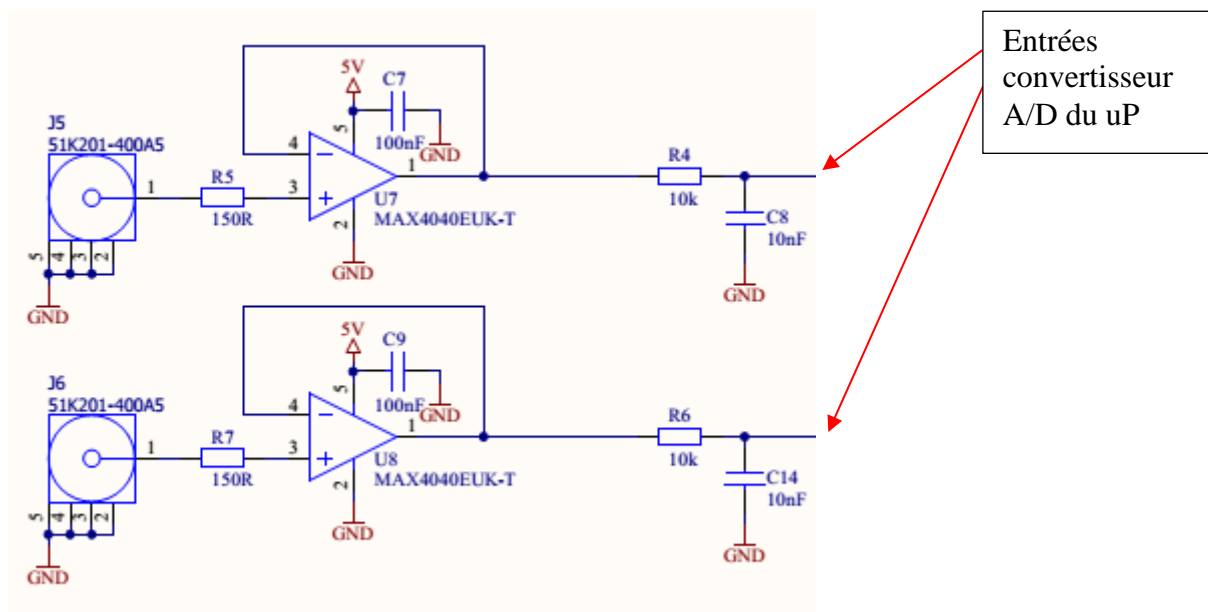 Entrées
convertisseur
A/D du uP
5V
C7
J5
51K201-400A5
5
100nF
GND
4
1
R4
1
R5
3
U7
10k
150R
MAX4040EUK-T
C8
10nF
2
5 4 3 2
GND
GND
GND
5V
C9
J6
51K201-400A5
5
100nF
GND
4
1
R6
1
R7
3
U8
10k
150R
MAX4040EUK-T
C14
10nF
2
5 4 3 2
GND
GND
GND